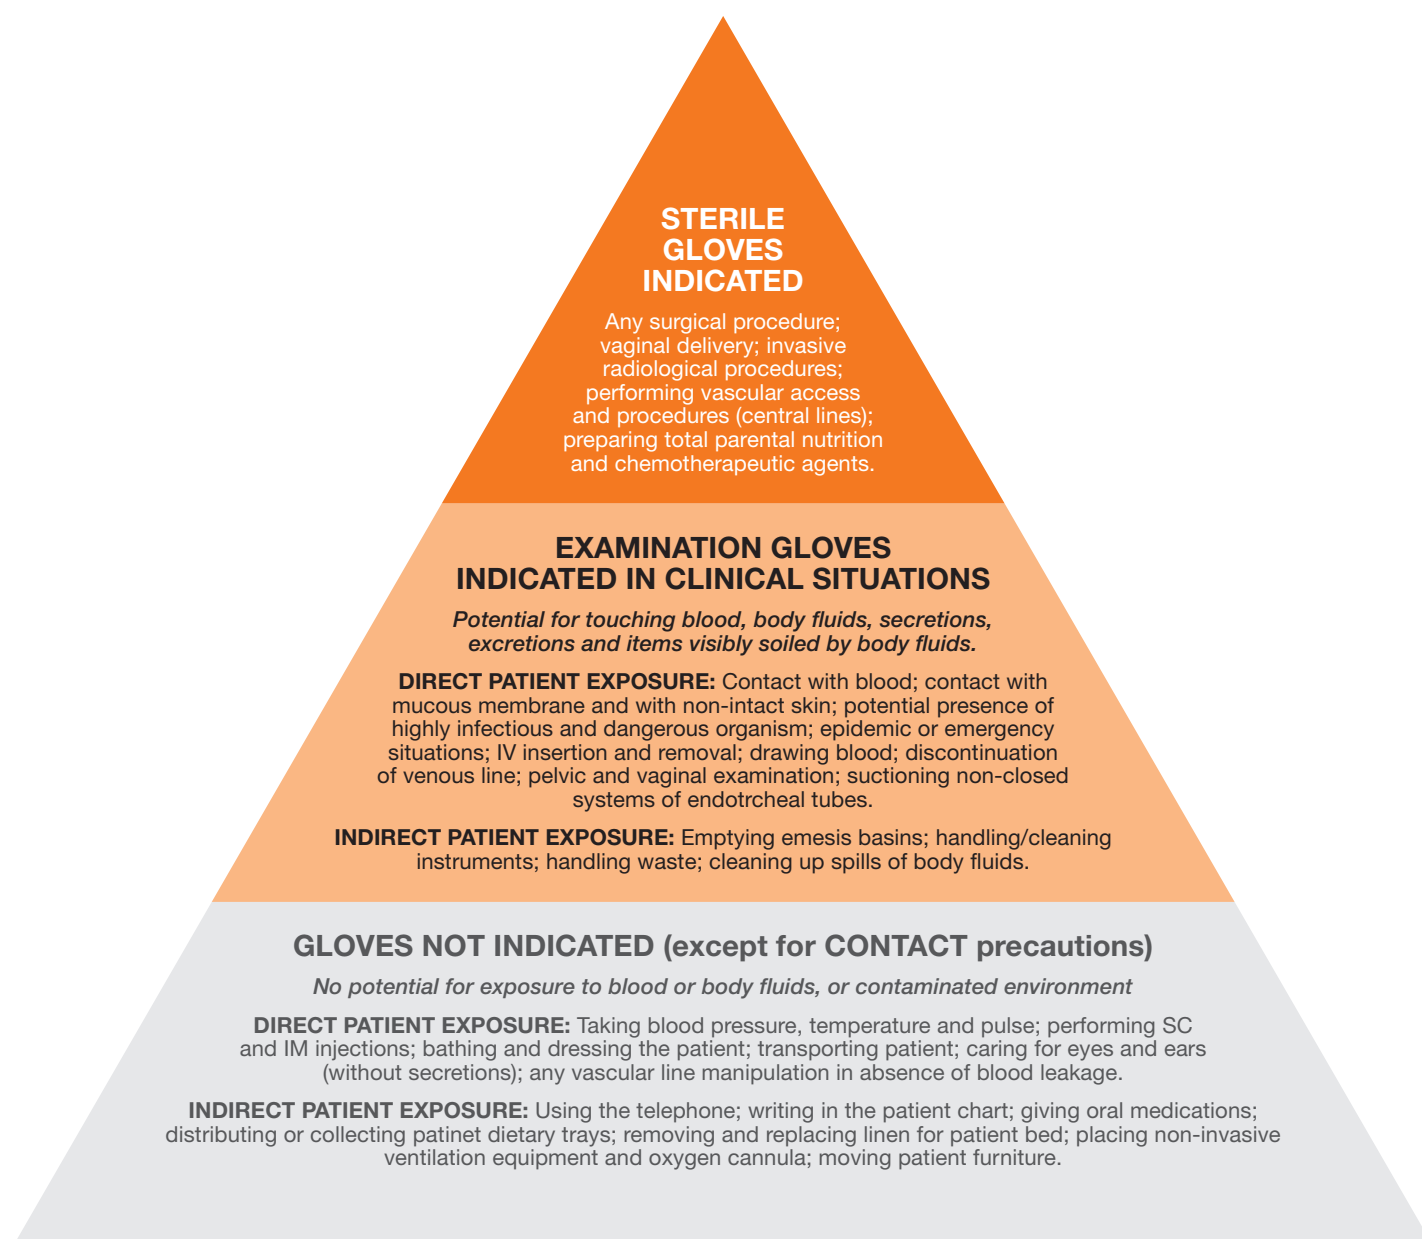 STERILE
GLOVES
INDICATED
Any surgical procedure;
vaginal delivery; invasive
radiological procedures;
performing vascular access
and procedures (central lines);
preparing total parental nutrition
and chemotherapeutic agents.
EXAMINATION GLOVES
INDICATED IN CLINICAL SITUATIONS
Potential for touching blood, body fluids, secretions,
excretions and items visibly soiled by body fluids.
DIRECT PATIENT EXPOSURE: Contact with blood; contact with
mucous membrane and with non-intact skin; potential presence of
highly infectious and dangerous organism; epidemic or emergency
situations; IV insertion and removal; drawing blood; discontinuation
of venous line; pelvic and vaginal examination; suctioning non-closed
systems of endotrcheal tubes.
INDIRECT PATIENT EXPOSURE: Emptying emesis basins; handling/cleaning
instruments; handling waste; cleaning up spills of body fluids.
GLOVES NOT INDICATED (except for CONTACT precautions)
No potential for exposure to blood or body fluids, or contaminated environment
DIRECT PATIENT EXPOSURE: Taking blood pressure, temperature and pulse; performing SC
and IM injections; bathing and dressing the patient; transporting patient; caring for eyes and ears
(without secretions); any vascular line manipulation in absence of blood leakage.
INDIRECT PATIENT EXPOSURE: Using the telephone; writing in the patient chart; giving oral medications;
distributing or collecting patinet dietary trays; removing and replacing linen for patient bed; placing non-invasive
ventilation equipment and oxygen cannula; moving patient furniture.